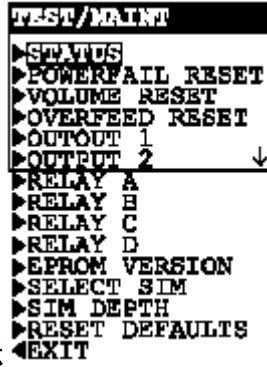 TEST/MAINT
STATUS
POWERFAIL RESET
VOLUME RESET
OVERFEED RESET
OUTOUT 1
OUTPUT 2
RELAY A
RELAY B
RELAY C
RELAY D
EPROM VERSION
SELECT SIM
SIM DEPTH
RESET DEFAULTS
EXIT